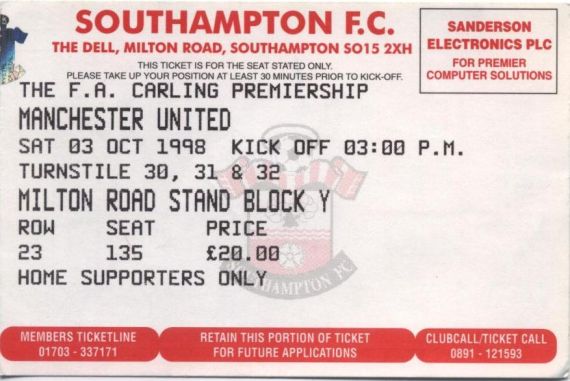 SOUTHAMPTON F.C.
THE DELL, MILTON ROAD, SOUTHAMPTON SO15 2XH
THIS TICKET IS FOR THE SEAT STATED ONLY.
PLEASE TAKE UP YOUR POSITION AT LEAST 30 MINUTES PRIOR TO KICK-OFF.
SANDERSON
ELECTRONICS PLC
FOR PREMIER
COMPUTER SOLUTIONS
THE F.A. CARLING PREMIERSHIP
MANCHESTER UNITED
SAT 03 OCT 1998 KICK OFF 03:00 P.M.
TURNSTILE 30, 31 & 32
MILTON ROAD STAND BLOCK Y
ROW SEAT PRICE
23 135 £20.00
HOME SUPPORTERS ONLY
SOUTHAMPTON FC
MEMBERS TICKETLINE
01703 - 337171
RETAIN THIS PORTION OF TICKET
FOR FUTURE APPLICATIONS
CLUBCALL/TICKET CALL
0891 - 121593